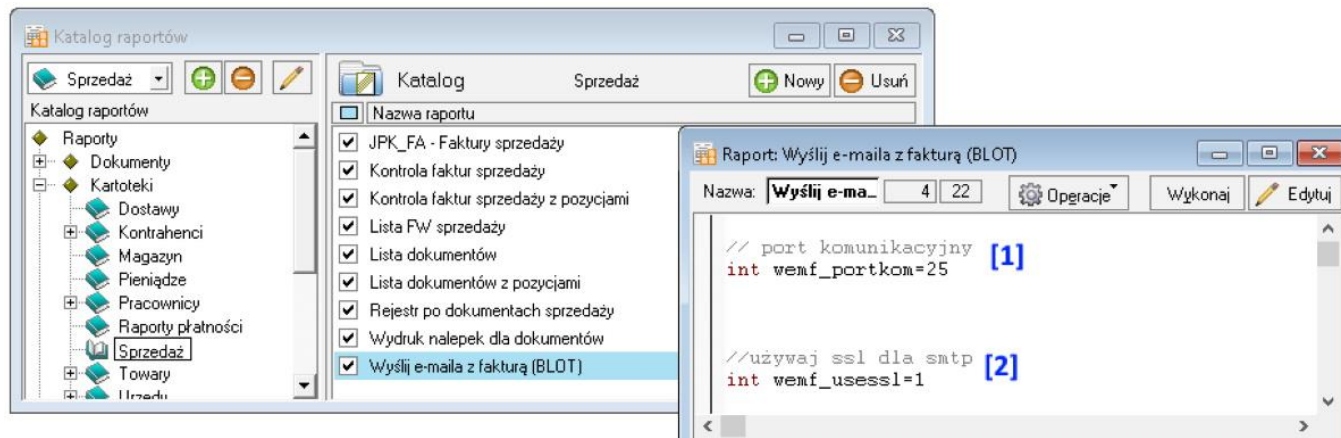 Katalog raportów
Sprzedaż
Katalog raportów
Raporty
Dokumenty
Kartoteki
Dostawy
Kontrahenci
Magazyn
Pieniądze
Pracownicy
Raporty płatności
Sprzedaż
Towary
Urzędy
Katalog Sprzedaż Nowy Usuń
Nazwa raportu
JPK_FA - Faktury sprzedaży
Kontrola faktur sprzedaży
Kontrola faktur sprzedaży z pozycjami
Lista FW sprzedaży
Lista dokumentów
Lista dokumentów z pozycjami
Rejestr po dokumentach sprzedaży
Wydruk nalepek dla dokumentów
Wyślij e-maila z fakturą (BLOT)
Raport: Wyślij e-maila z fakturą (BLOT)
Nazwa: Wyślij e-ma... 4 22 Operacje Wykonaj Edytuj
// port komunikacyjny [1]
int wemf_portkom=25
//używaj ssl dla smtp [2]
int wemf_usessl=1